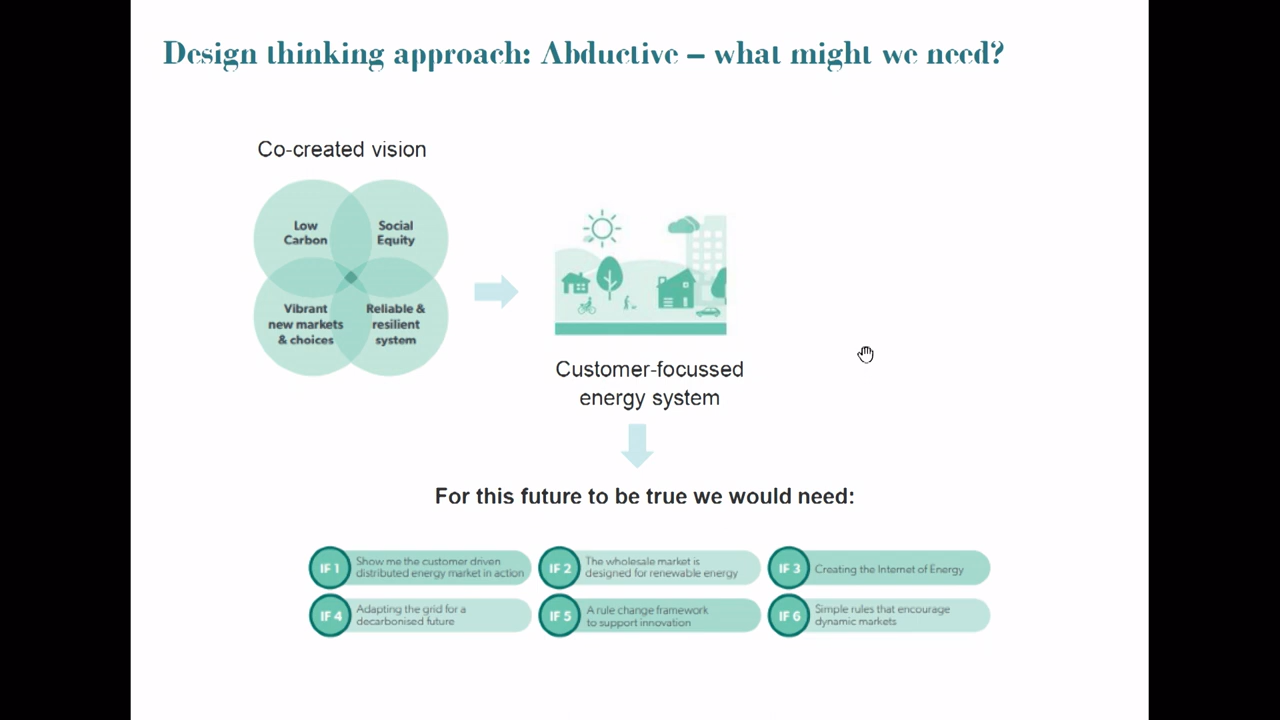 Design thinking approach: Abductive – what might we need?
Co-created vision
Low
Carbon
Social
Equity
Vibrant
new markets
& choices
Reliable &
resilient
system
Customer-focussed
energy system
For this future to be true we would need:
IF 1
Show me the customer driven
distributed energy market in action
IF 2
The wholesale market is
designed for renewable energy
IF 3
Creating the Internet of Energy
IF 4
Adapting the grid for a
decarbonised future
IF 5
A rule change framework
to support innovation
IF 6
Simple rules that encourage
dynamic markets